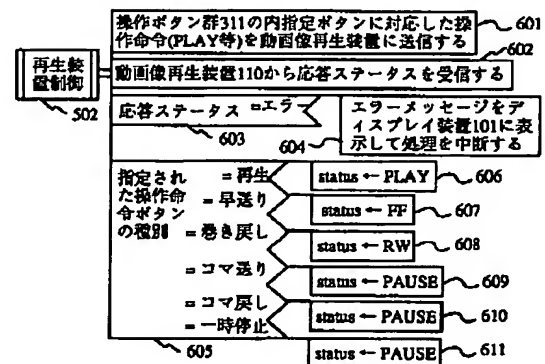 操作ボタン群311の内指定ボタンに対応した操
作命令(PLAY等)を動画像再生装置に送信する
601
602
再生装
置制御
502
動画像再生装置110から応答ステータスを受信する
応答ステータス =エラー
603
604
エラーメッセージをデ
ィスプレイ装置101に表
示して処理を中断する
指定され
た操作命
令ボタン
の種別
= 再生
status ← PLAY
606
= 早送り
status ← FF
607
= 巻き戻し
status ← RW
608
= コマ送り
status ← PAUSE
609
= コマ戻し
status ← PAUSE
610
= 一時停止
status ← PAUSE
611
605